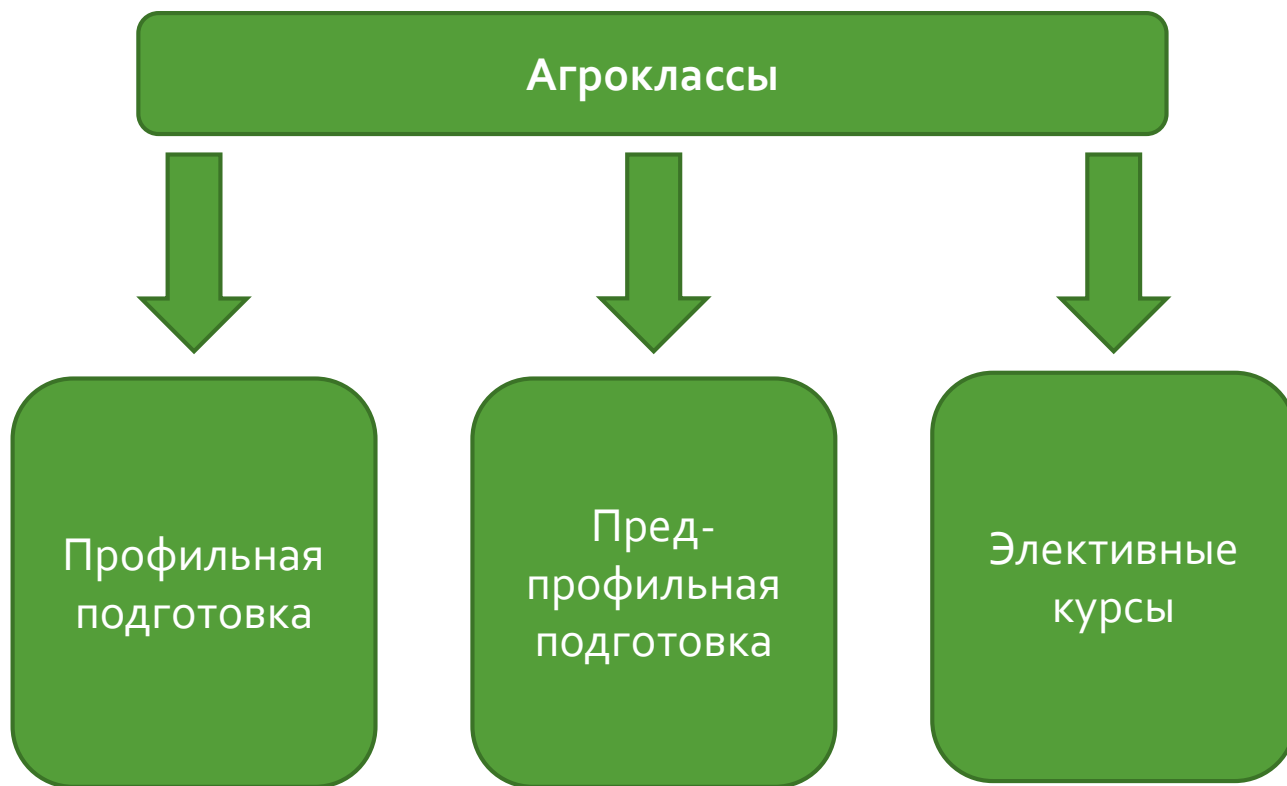 Агроклассы
Профильная
подготовка
Пред-
профильная
подготовка
Элективные
курсы